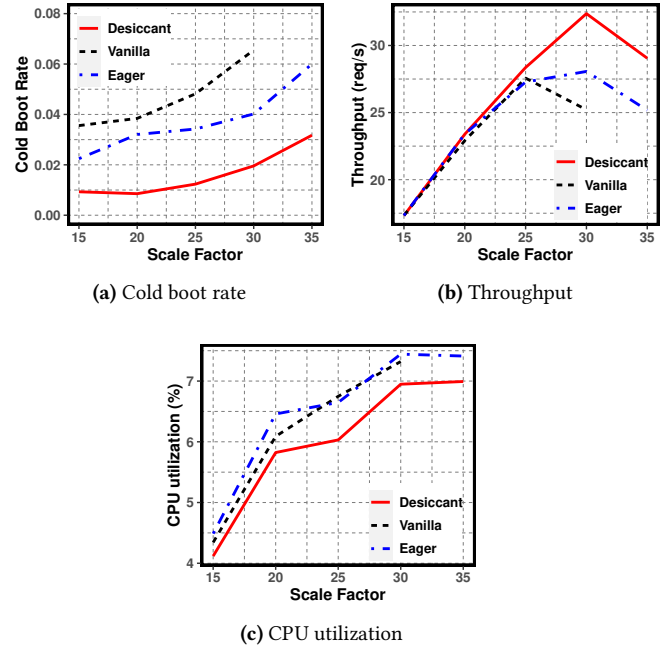 Cold Boot Rate
0.08
0.06
0.04
0.02
0.00
Desiccant
Vanilla
Eager
15 20 25 30 35
Scale Factor
(a) Cold boot rate
Throughput (req/s)
30
25
20
Desiccant
Vanilla
Eager
15 20 25 30 35
Scale Factor
(b) Throughput
CPU utilization (%)
7
6
5
4
Desiccant
Vanilla
Eager
15 20 25 30 35
Scale Factor
(c) CPU utilization